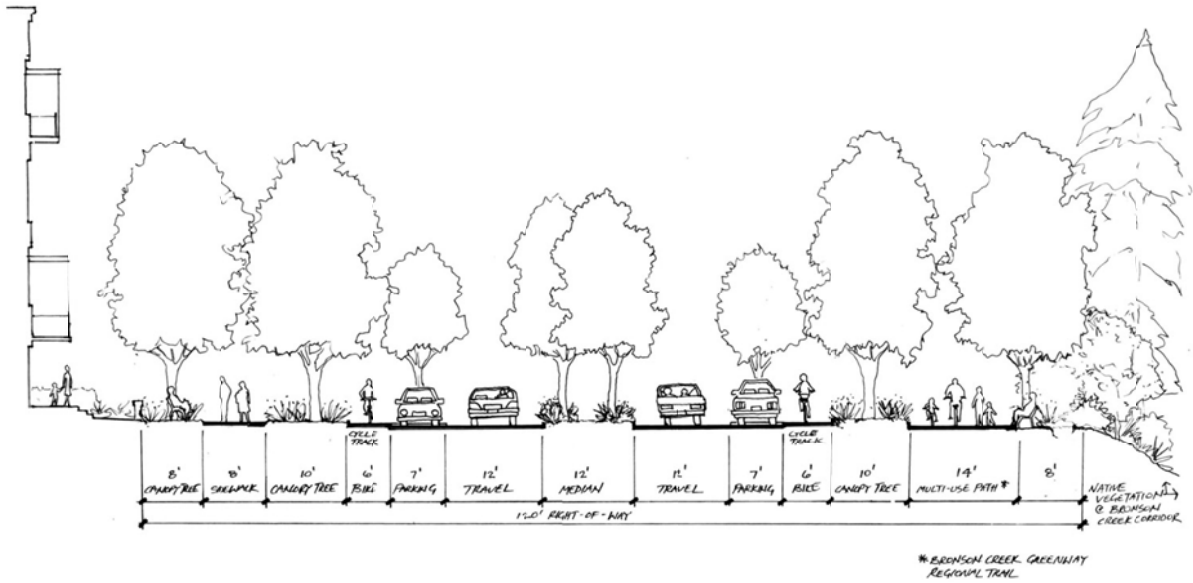 CYCLE
TRACK
CYCLE
TRACK
8' 8' 10' 6' 7' 12' 12' 12' 7' 6' 10' 14' 8'
CANOPY TREE SIDEWALK CANOPY TREE BIKE PARKING TRAVEL MEDIAN TRAVEL PARKING BIKE CANOPY TREE MULTI-USE PATH *
NATIVE
VEGETATION
@ BRONSON
CREEK CORRIDOR
120' RIGHT-OF-WAY
* BRONSON CREEK GREENWAY
REGIONAL TRAIL